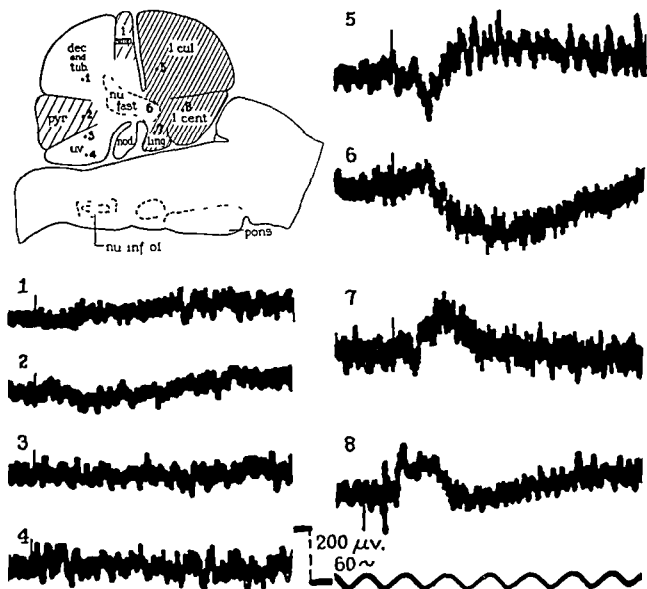 dec
and
tub
1
i
l cul
5
nu
fast
6
8
l cent
pyr
2
3
uv
4
nod
7
ling
nu inf ol
pons
1
2
3
4
5
6
7
8
200 μv.
60~